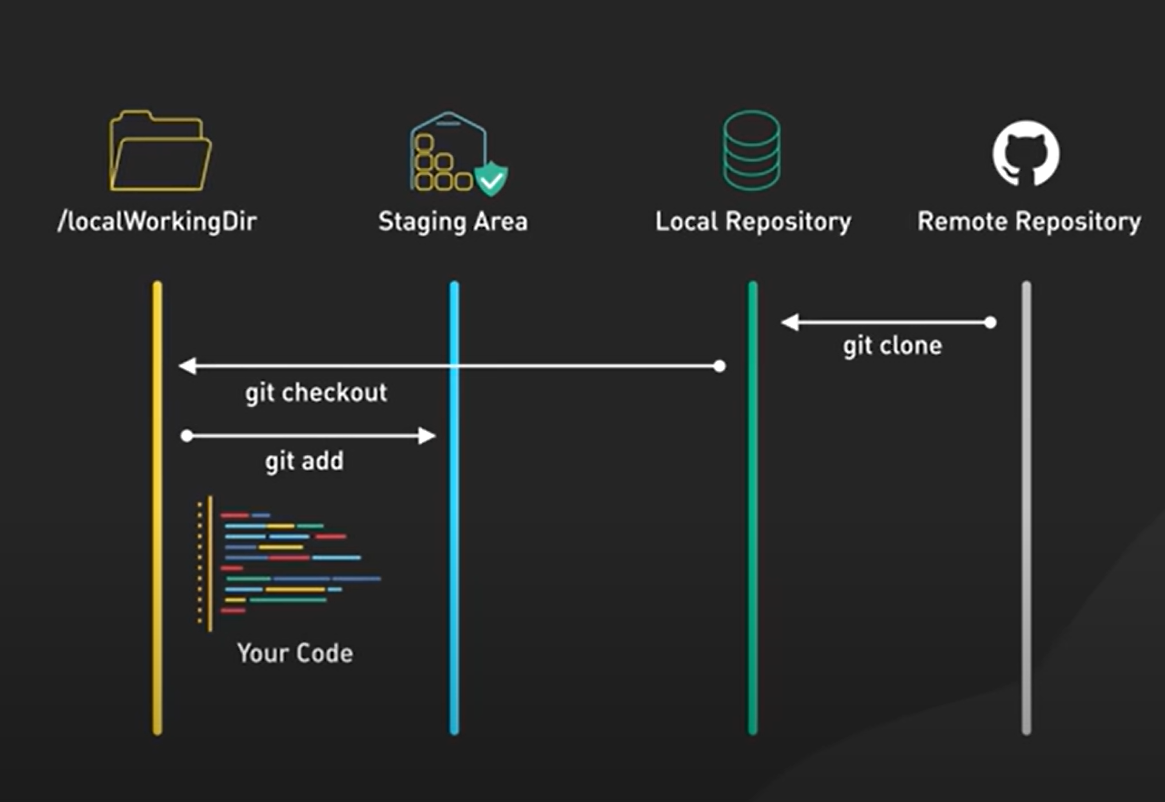 /localWorkingDir
Staging Area
Local Repository
Remote Repository
git clone
git checkout
git add
Your Code